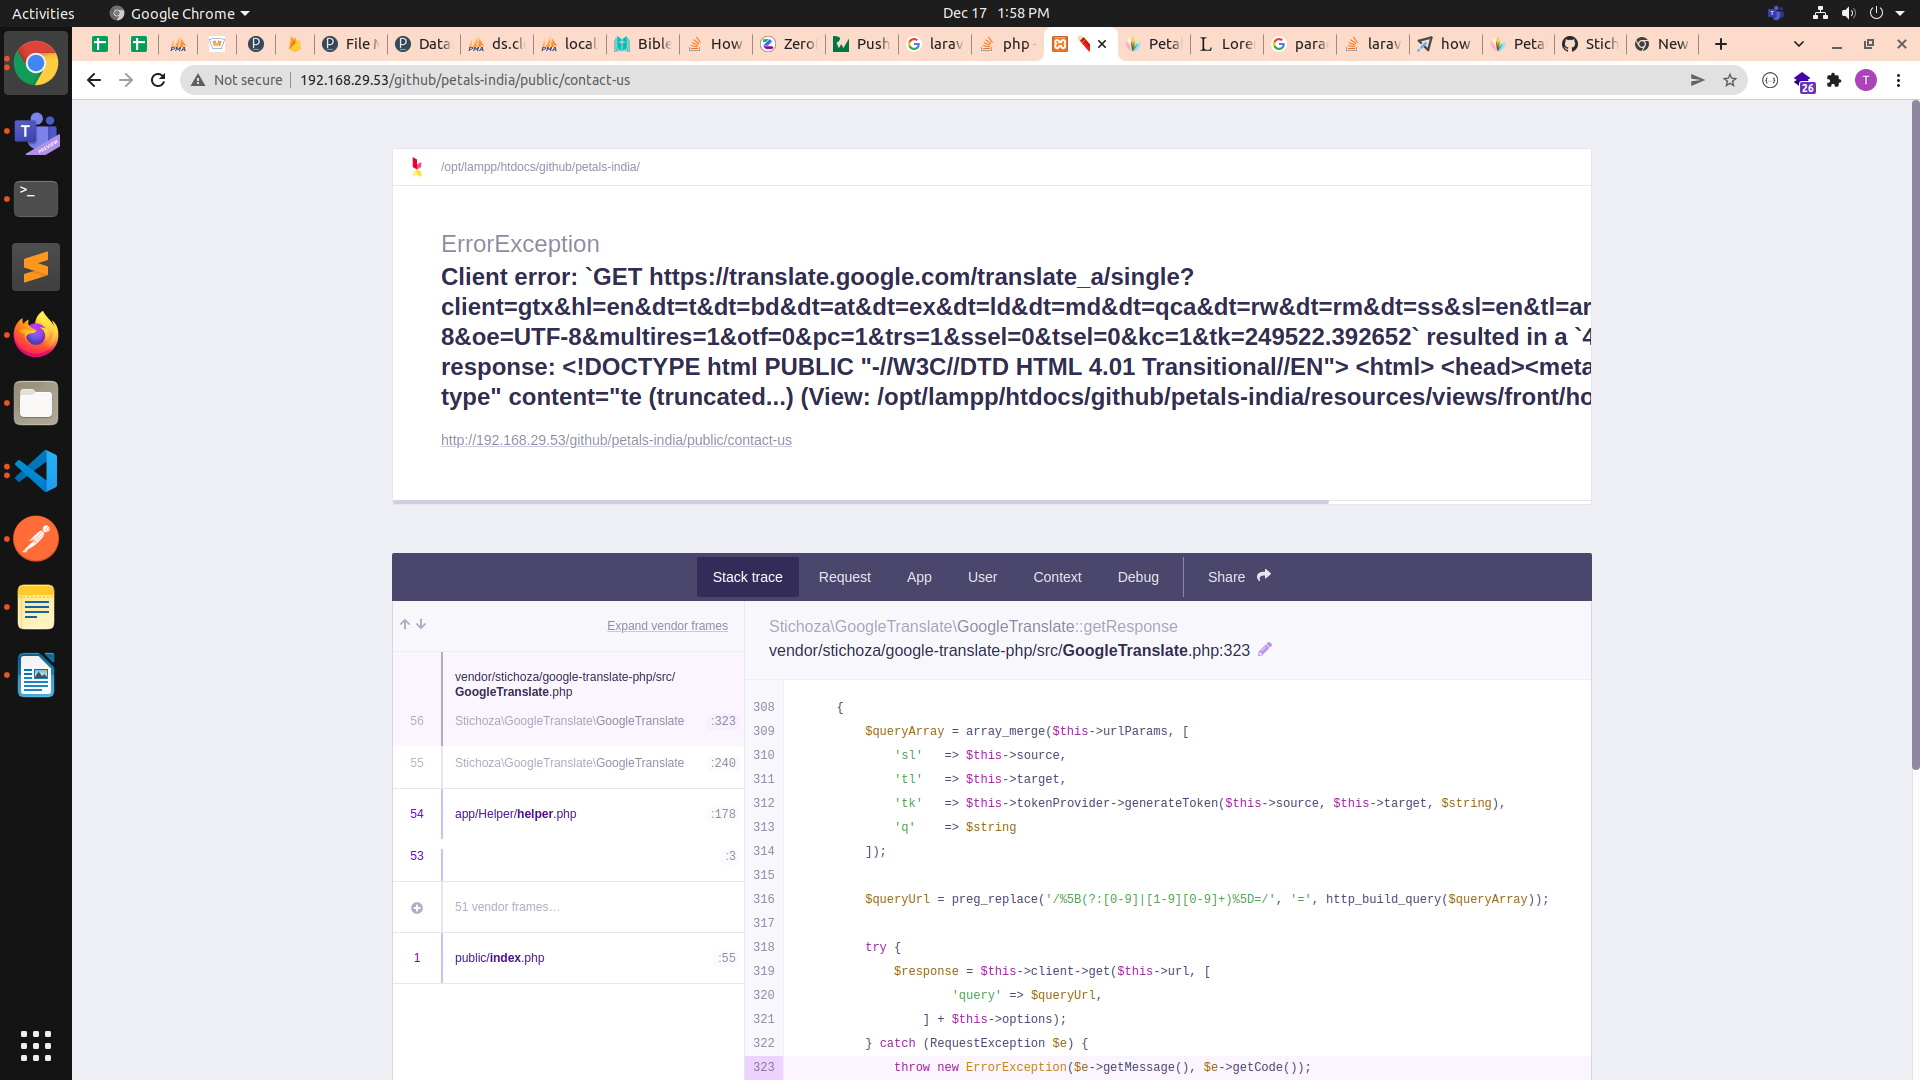 Activities
Google Chrome
Dec 17 1:58 PM
File
Data
ds.cl
local
Bible
How
Zero
Push
larav
php
Peta
Lore
para
larav
how
Peta
Stich
New
Not secure
192.168.29.53/github/petals-india/public/contact-us
26
T
/opt/lampp/htdocs/github/petals-india/
ErrorException
Client error: `GET https://translate.google.com/translate_a/single?
client=gtx&hl=en&dt=t&dt=bd&dt=at&dt=ex&dt=ld&dt=md&dt=qca&dt=rw&dt=rm&dt=ss&sl=en&tl=ar
8&oe=UTF-8&multires=1&otf=0&pc=1&trs=1&ssel=0&tsel=0&kc=1&tk=249522.392652` resulted in a `4
response: <!DOCTYPE html PUBLIC "-//W3C//DTD HTML 4.01 Transitional//EN"> <html> <head><meta
type" content="te (truncated...) (View: /opt/lampp/htdocs/github/petals-india/resources/views/front/ho
http://192.168.29.53/github/petals-india/public/contact-us
Stack trace
Request
App
User
Context
Debug
Share
Expand vendor frames
vendor/stichoza/google-translate-php/src/
GoogleTranslate.php
56 Stichoza\GoogleTranslate\GoogleTranslate :323
55 Stichoza\GoogleTranslate\GoogleTranslate :240
54 app/Helper/helper.php :178
53 :3
51 vendor frames…
1 public/index.php :55
Stichoza\GoogleTranslate\GoogleTranslate::getResponse
vendor/stichoza/google-translate-php/src/GoogleTranslate.php:323
308 {
309 $queryArray = array_merge($this->urlParams, [
310 'sl' => $this->source,
311 'tl' => $this->target,
312 'tk' => $this->tokenProvider->generateToken($this->source, $this->target, $string),
313 'q' => $string
314 ]);
315
316 $queryUrl = preg_replace('/%5B(?:[0-9]|[1-9][0-9]+)%5D=/', '=', http_build_query($queryArray));
317
318 try {
319 $response = $this->client->get($this->url, [
320 'query' => $queryUrl,
321 ] + $this->options);
322 } catch (RequestException $e) {
323 throw new ErrorException($e->getMessage(), $e->getCode());